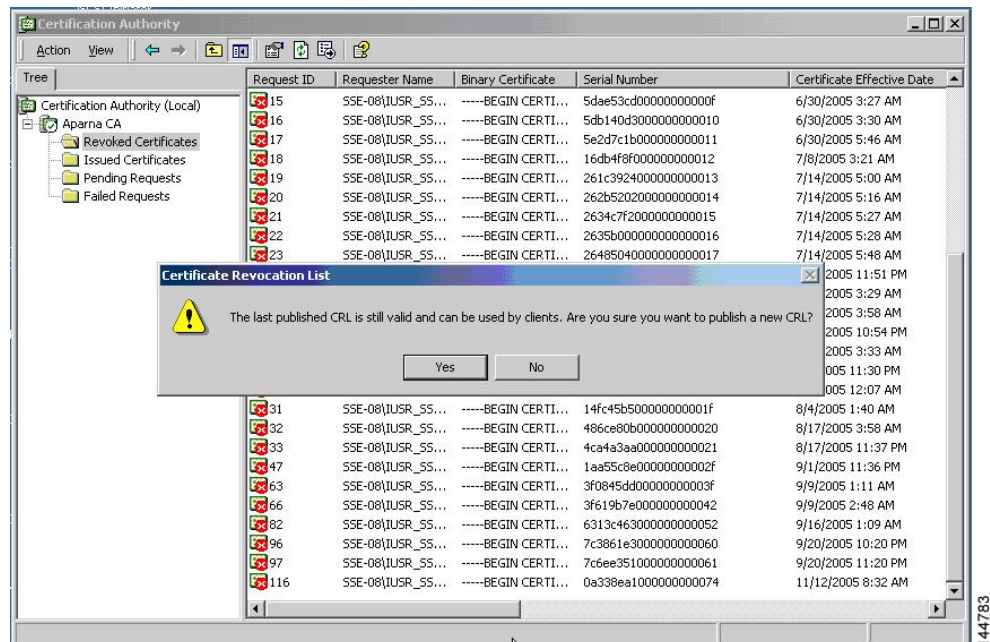 Certification Authority
Action View
Tree
Request ID Requester Name Binary Certificate Serial Number Certificate Effective Date
Certification Authority (Local)
Aparna CA
Revoked Certificates
Issued Certificates
Pending Requests
Failed Requests
15 SSE-08\IUSR_SS... -----BEGIN CERTI... 5dae53cd00000000000f 6/30/2005 3:27 AM
16 SSE-08\IUSR_SS... -----BEGIN CERTI... 5db140d3000000000010 6/30/2005 3:30 AM
17 SSE-08\IUSR_SS... -----BEGIN CERTI... 5e2d7c1b000000000011 6/30/2005 5:46 AM
18 SSE-08\IUSR_SS... -----BEGIN CERTI... 16db4f8f000000000012 7/8/2005 3:21 AM
19 SSE-08\IUSR_SS... -----BEGIN CERTI... 261c3924000000000013 7/14/2005 5:00 AM
20 SSE-08\IUSR_SS... -----BEGIN CERTI... 262b5202000000000014 7/14/2005 5:16 AM
21 SSE-08\IUSR_SS... -----BEGIN CERTI... 2634c7f2000000000015 7/14/2005 5:27 AM
22 SSE-08\IUSR_SS... -----BEGIN CERTI... 2635b000000000000016 7/14/2005 5:28 AM
23 SSE-08\IUSR_SS... -----BEGIN CERTI... 26485040000000000017 7/14/2005 5:48 AM
Certificate Revocation List
2005 11:51 PM
2005 3:29 AM
The last published CRL is still valid and can be used by clients. Are you sure you want to publish a new CRL?
2005 3:58 AM
2005 10:54 PM
2005 3:33 AM
Yes No
005 11:30 PM
005 12:07 AM
31 SSE-08\IUSR_SS... -----BEGIN CERTI... 14fc45b500000000001f 8/4/2005 1:40 AM
32 SSE-08\IUSR_SS... -----BEGIN CERTI... 486ce80b000000000020 8/17/2005 3:58 AM
33 SSE-08\IUSR_SS... -----BEGIN CERTI... 4ca4a3aa000000000021 8/17/2005 11:37 PM
47 SSE-08\IUSR_SS... -----BEGIN CERTI... 1aa55c8e00000000002f 9/1/2005 11:36 PM
63 SSE-08\IUSR_SS... -----BEGIN CERTI... 3f0845dd00000000003f 9/9/2005 1:11 AM
66 SSE-08\IUSR_SS... -----BEGIN CERTI... 3f619b7e000000000042 9/9/2005 2:48 AM
82 SSE-08\IUSR_SS... -----BEGIN CERTI... 6313c463000000000052 9/16/2005 1:09 AM
96 SSE-08\IUSR_SS... -----BEGIN CERTI... 7c3861e3000000000060 9/20/2005 10:20 PM
97 SSE-08\IUSR_SS... -----BEGIN CERTI... 7c6ee351000000000061 9/20/2005 11:20 PM
116 SSE-08\IUSR_SS... -----BEGIN CERTI... 0a338ea1000000000074 11/12/2005 8:32 AM
144783